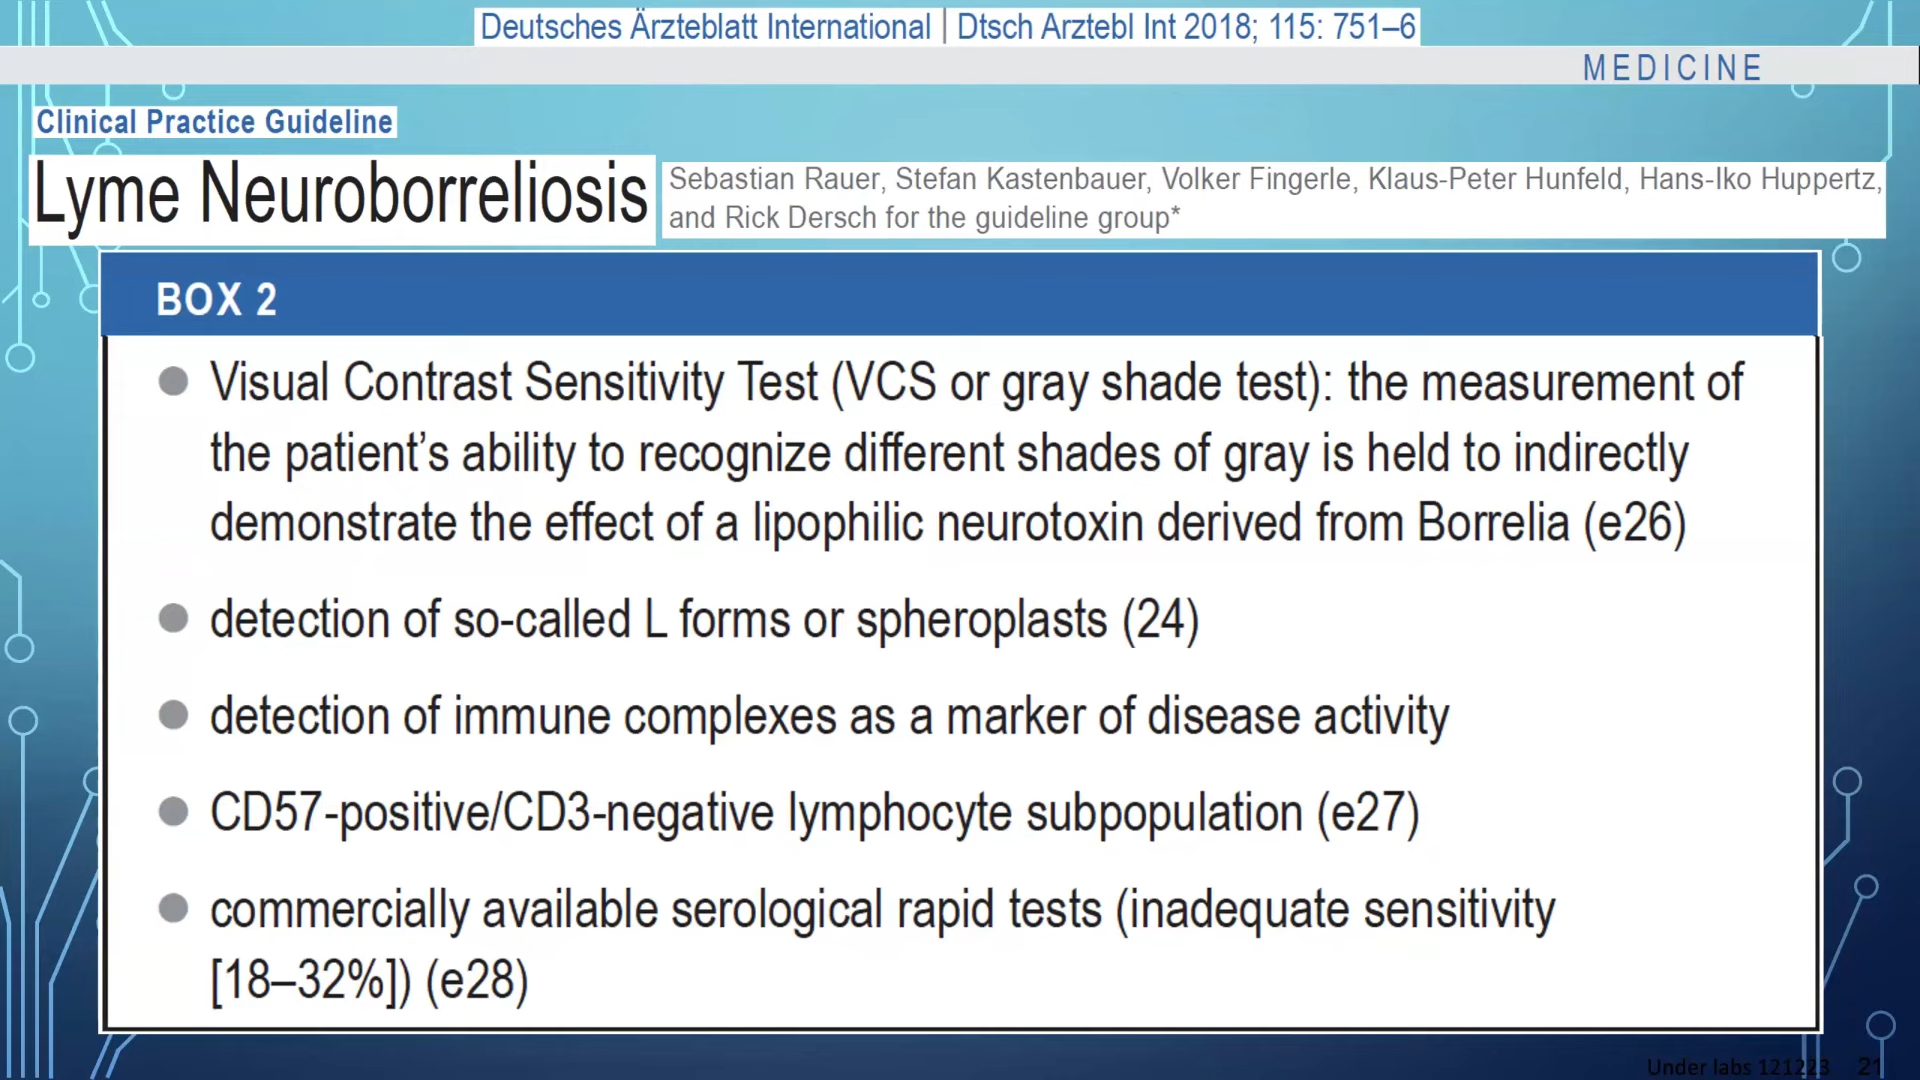 Deutsches Ärzteblatt International | Dtsch Arztebl Int 2018; 115: 751–6
MEDICINE
Clinical Practice Guideline
Lyme Neuroborreliosis
Sebastian Rauer, Stefan Kastenbauer, Volker Fingerle, Klaus-Peter Hunfeld, Hans-Iko Huppertz,
and Rick Dersch for the guideline group*
BOX 2
● Visual Contrast Sensitivity Test (VCS or gray shade test): the measurement of
the patient’s ability to recognize different shades of gray is held to indirectly
demonstrate the effect of a lipophilic neurotoxin derived from Borrelia (e26)
● detection of so-called L forms or spheroplasts (24)
● detection of immune complexes as a marker of disease activity
● CD57-positive/CD3-negative lymphocyte subpopulation (e27)
● commercially available serological rapid tests (inadequate sensitivity
[18–32%]) (e28)
Under labs 121223 21